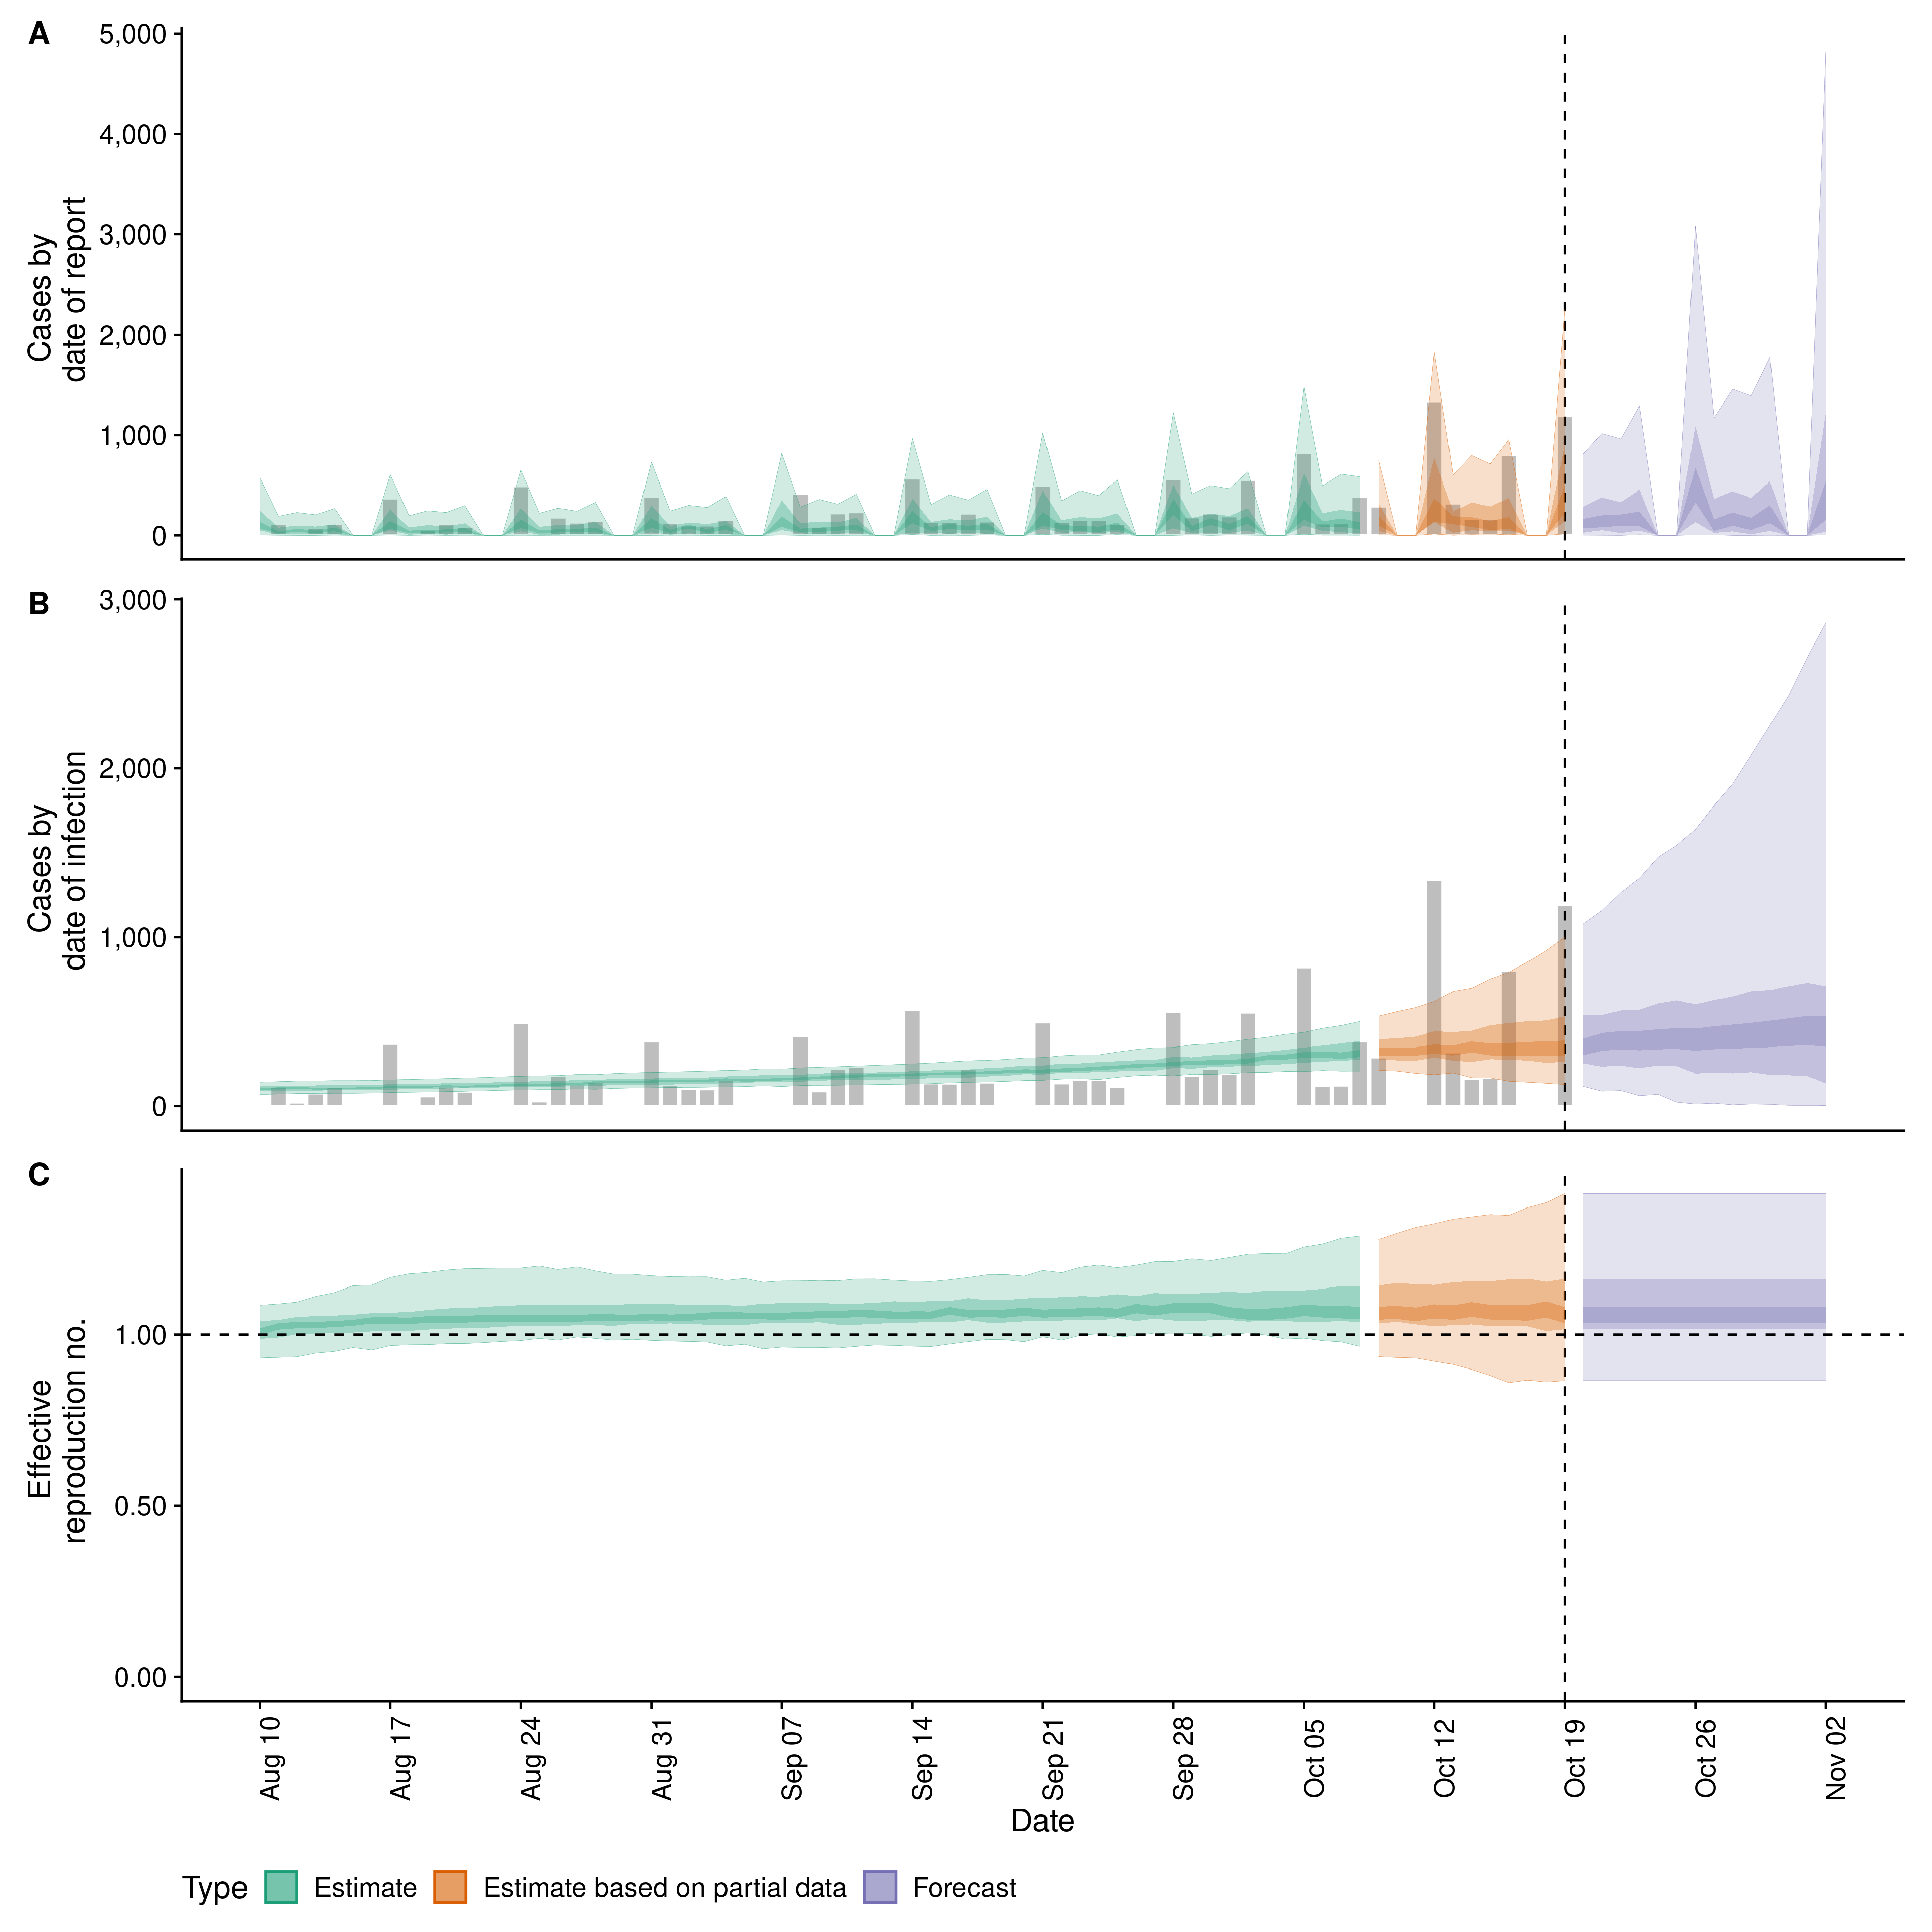 A
5,000
4,000
3,000
2,000
1,000
0
Cases by
date of report
B
3,000
2,000
1,000
0
Cases by
date of infection
C
1.00
0.50
0.00
Effective
reproduction no.
Aug 10
Aug 17
Aug 24
Aug 31
Sep 07
Sep 14
Sep 21
Sep 28
Oct 05
Oct 12
Oct 19
Oct 26
Nov 02
Date
Type Estimate Estimate based on partial data Forecast